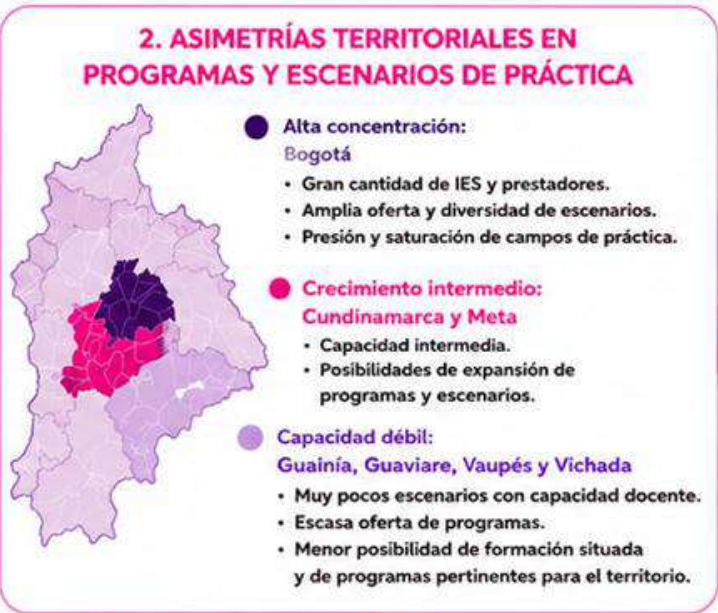 2. ASIMETRÍAS TERRITORIALES EN
PROGRAMAS Y ESCENARIOS DE PRÁCTICA
Alta concentración:
Bogotá
• Gran cantidad de IES y prestadores.
• Amplia oferta y diversidad de escenarios.
• Presión y saturación de campos de práctica.
Crecimiento intermedio:
Cundinamarca y Meta
• Capacidad intermedia.
• Posibilidades de expansión de
programas y escenarios.
Capacidad débil:
Guainía, Guaviare, Vaupés y Vichada
• Muy pocos escenarios con capacidad docente.
• Escasa oferta de programas.
• Menor posibilidad de formación situada
y de programas pertinentes para el territorio.